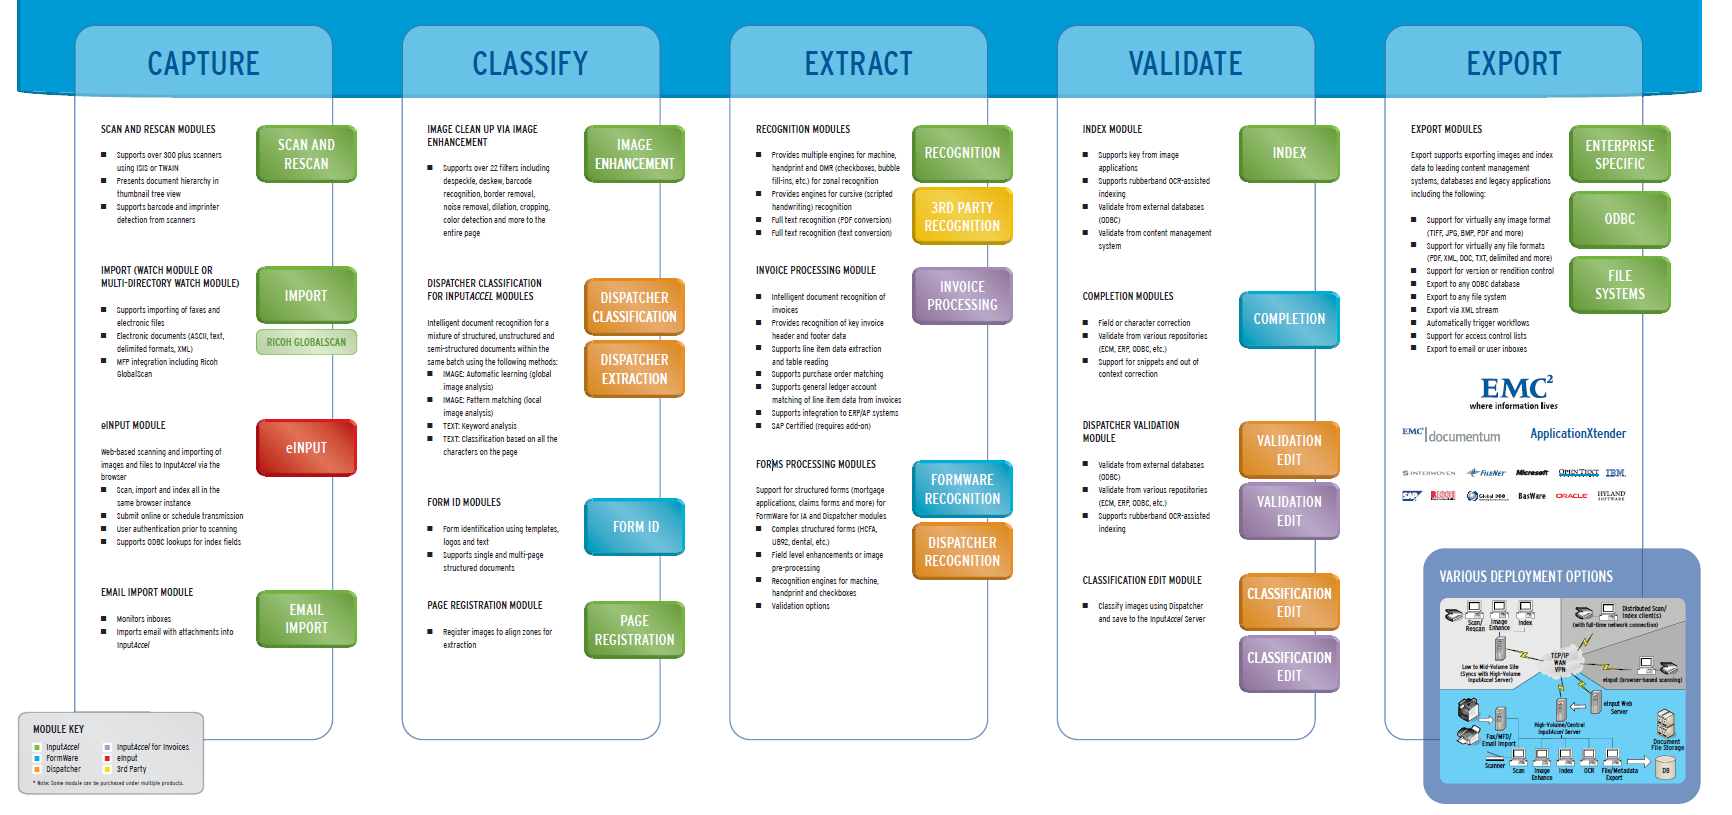 CAPTURE
SCAN AND RESCAN MODULES
■ Supports over 300 plus scanners
using ISIS or TWAIN
■ Presents document hierarchy in
thumbnail tree view
■ Supports barcode and imprinter
detection from scanners
SCAN AND
RESCAN
IMPORT (WATCH MODULE OR
MULTI-DIRECTORY WATCH MODULE)
■ Supports importing of faxes and
electronic files
■ Electronic documents (ASCII, text,
delimited formats, XML)
■ MFP integration including Ricoh
GlobalScan
IMPORT
RICOH GLOBALSCAN
eINPUT MODULE
Web-based scanning and importing of
images and files to InputAccel via the
browser
■ Scan, import and index all in the
same browser instance
■ Submit online or schedule transmission
■ User authentication prior to scanning
■ Supports ODBC lookups for index fields
eINPUT
EMAIL IMPORT MODULE
■ Monitors inboxes
■ Imports email with attachments into
InputAccel
EMAIL
IMPORT
CLASSIFY
IMAGE CLEAN UP VIA IMAGE
ENHANCEMENT
■ Supports over 22 filters including
despeckle, deskew, barcode
recognition, border removal,
noise removal, dilation, cropping,
color detection and more to the
entire page
IMAGE
ENHANCEMENT
DISPATCHER CLASSIFICATION
FOR INPUTACCEL MODULES
Intelligent document recognition for a
mixture of structured, unstructured and
semi-structured documents within the
same batch using the following methods:
■ IMAGE: Automatic learning (global
image analysis)
■ IMAGE: Pattern matching (local
image analysis)
■ TEXT: Keyword analysis
■ TEXT: Classification based on all the
characters on the page
DISPATCHER
CLASSIFICATION
DISPATCHER
EXTRACTION
FORM ID MODULES
■ Form identification using templates,
logos and text
■ Supports single and multi-page
structured documents
FORM ID
PAGE REGISTRATION MODULE
■ Register images to align zones for
extraction
PAGE
REGISTRATION
EXTRACT
RECOGNITION MODULES
■ Provides multiple engines for machine,
handprint and OMR (checkboxes, bubble
fill-ins, etc.) for zonal recognition
■ Provides engines for cursive (scripted
handwriting) recognition
■ Full text recognition (PDF conversion)
■ Full text recognition (text conversion)
RECOGNITION
3RD PARTY
RECOGNITION
INVOICE PROCESSING MODULE
■ Intelligent document recognition of
invoices
■ Provides recognition of key invoice
header and footer data
■ Supports line item data extraction
and table reading
■ Supports purchase order matching
■ Supports general ledger account
matching of line item data from invoices
■ Supports integration to ERP/AP systems
■ SAP Certified (requires add-on)
INVOICE
PROCESSING
FORMS PROCESSING MODULES
Support for structured forms (mortgage
applications, claims forms and more) for
FormWare for IA and Dispatcher modules
■ Complex structured forms (HCFA,
UB92, dental, etc.)
■ Field level enhancements or image
pre-processing
■ Recognition engines for machine,
handprint and checkboxes
■ Validation options
FORMWARE
RECOGNITION
DISPATCHER
RECOGNITION
VALIDATE
INDEX MODULE
■ Supports key from image
applications
■ Supports rubberband OCR-assisted
indexing
■ Validate from external databases
(ODBC)
■ Validate from content management
system
INDEX
COMPLETION MODULES
■ Field or character correction
■ Validate from various repositories
(ECM, ERP, ODBC, etc.)
■ Support for snippets and out of
context correction
COMPLETION
DISPATCHER VALIDATION
MODULE
■ Validate from external databases
(ODBC)
■ Validate from various repositories
(ECM, ERP, ODBC, etc.)
■ Supports rubberband OCR-assisted
indexing
VALIDATION
EDIT
VALIDATION
EDIT
CLASSIFICATION EDIT MODULE
■ Classify images using Dispatcher
and save to the InputAccel Server
CLASSIFICATION
EDIT
CLASSIFICATION
EDIT
EXPORT
EXPORT MODULES
Export supports exporting images and index
data to leading content management
systems, databases and legacy applications
including the following:
■ Support for virtually any image format
(TIFF, JPG, BMP, PDF and more)
■ Support for virtually any file formats
(PDF, XML, DOC, TXT, delimited and more)
■ Support for version or rendition control
■ Export to any ODBC database
■ Export to any file system
■ Export via XML stream
■ Automatically trigger workflows
■ Support for access control lists
■ Export to email or user inboxes
ENTERPRISE
SPECIFIC
ODBC
FILE
SYSTEMS
EMC²
where information lives
EMC² documentum
ApplicationXtender
INTERWOVEN FILENET Microsoft OPEN TEXT IBM
SAP RICOH Global 360 BasWare ORACLE HYLAND
SOFTWARE
VARIOUS DEPLOYMENT OPTIONS
Scan/
Rescan
Image
Enhance
Index
Distributed Scan/
Index client(s)
(with full-time network connection)
Low to Mid-Volume Site
(Syncs with High-Volume
InputAccel Server)
TCP/IP
WAN
VPN
eInput (browser-based scanning)
eInput Web
Server
High-Volume/Central
InputAccel Server
Fax/MFD/
Email Import
Document
File Storage
Scanner
Scan
Image
Enhance
Index
OCR
File/Metadata
Export
DB
MODULE KEY
InputAccel
FormWare
Dispatcher
InputAccel for Invoices
eInput
3rd Party
* Note: Some module can be purchased under multiple products.